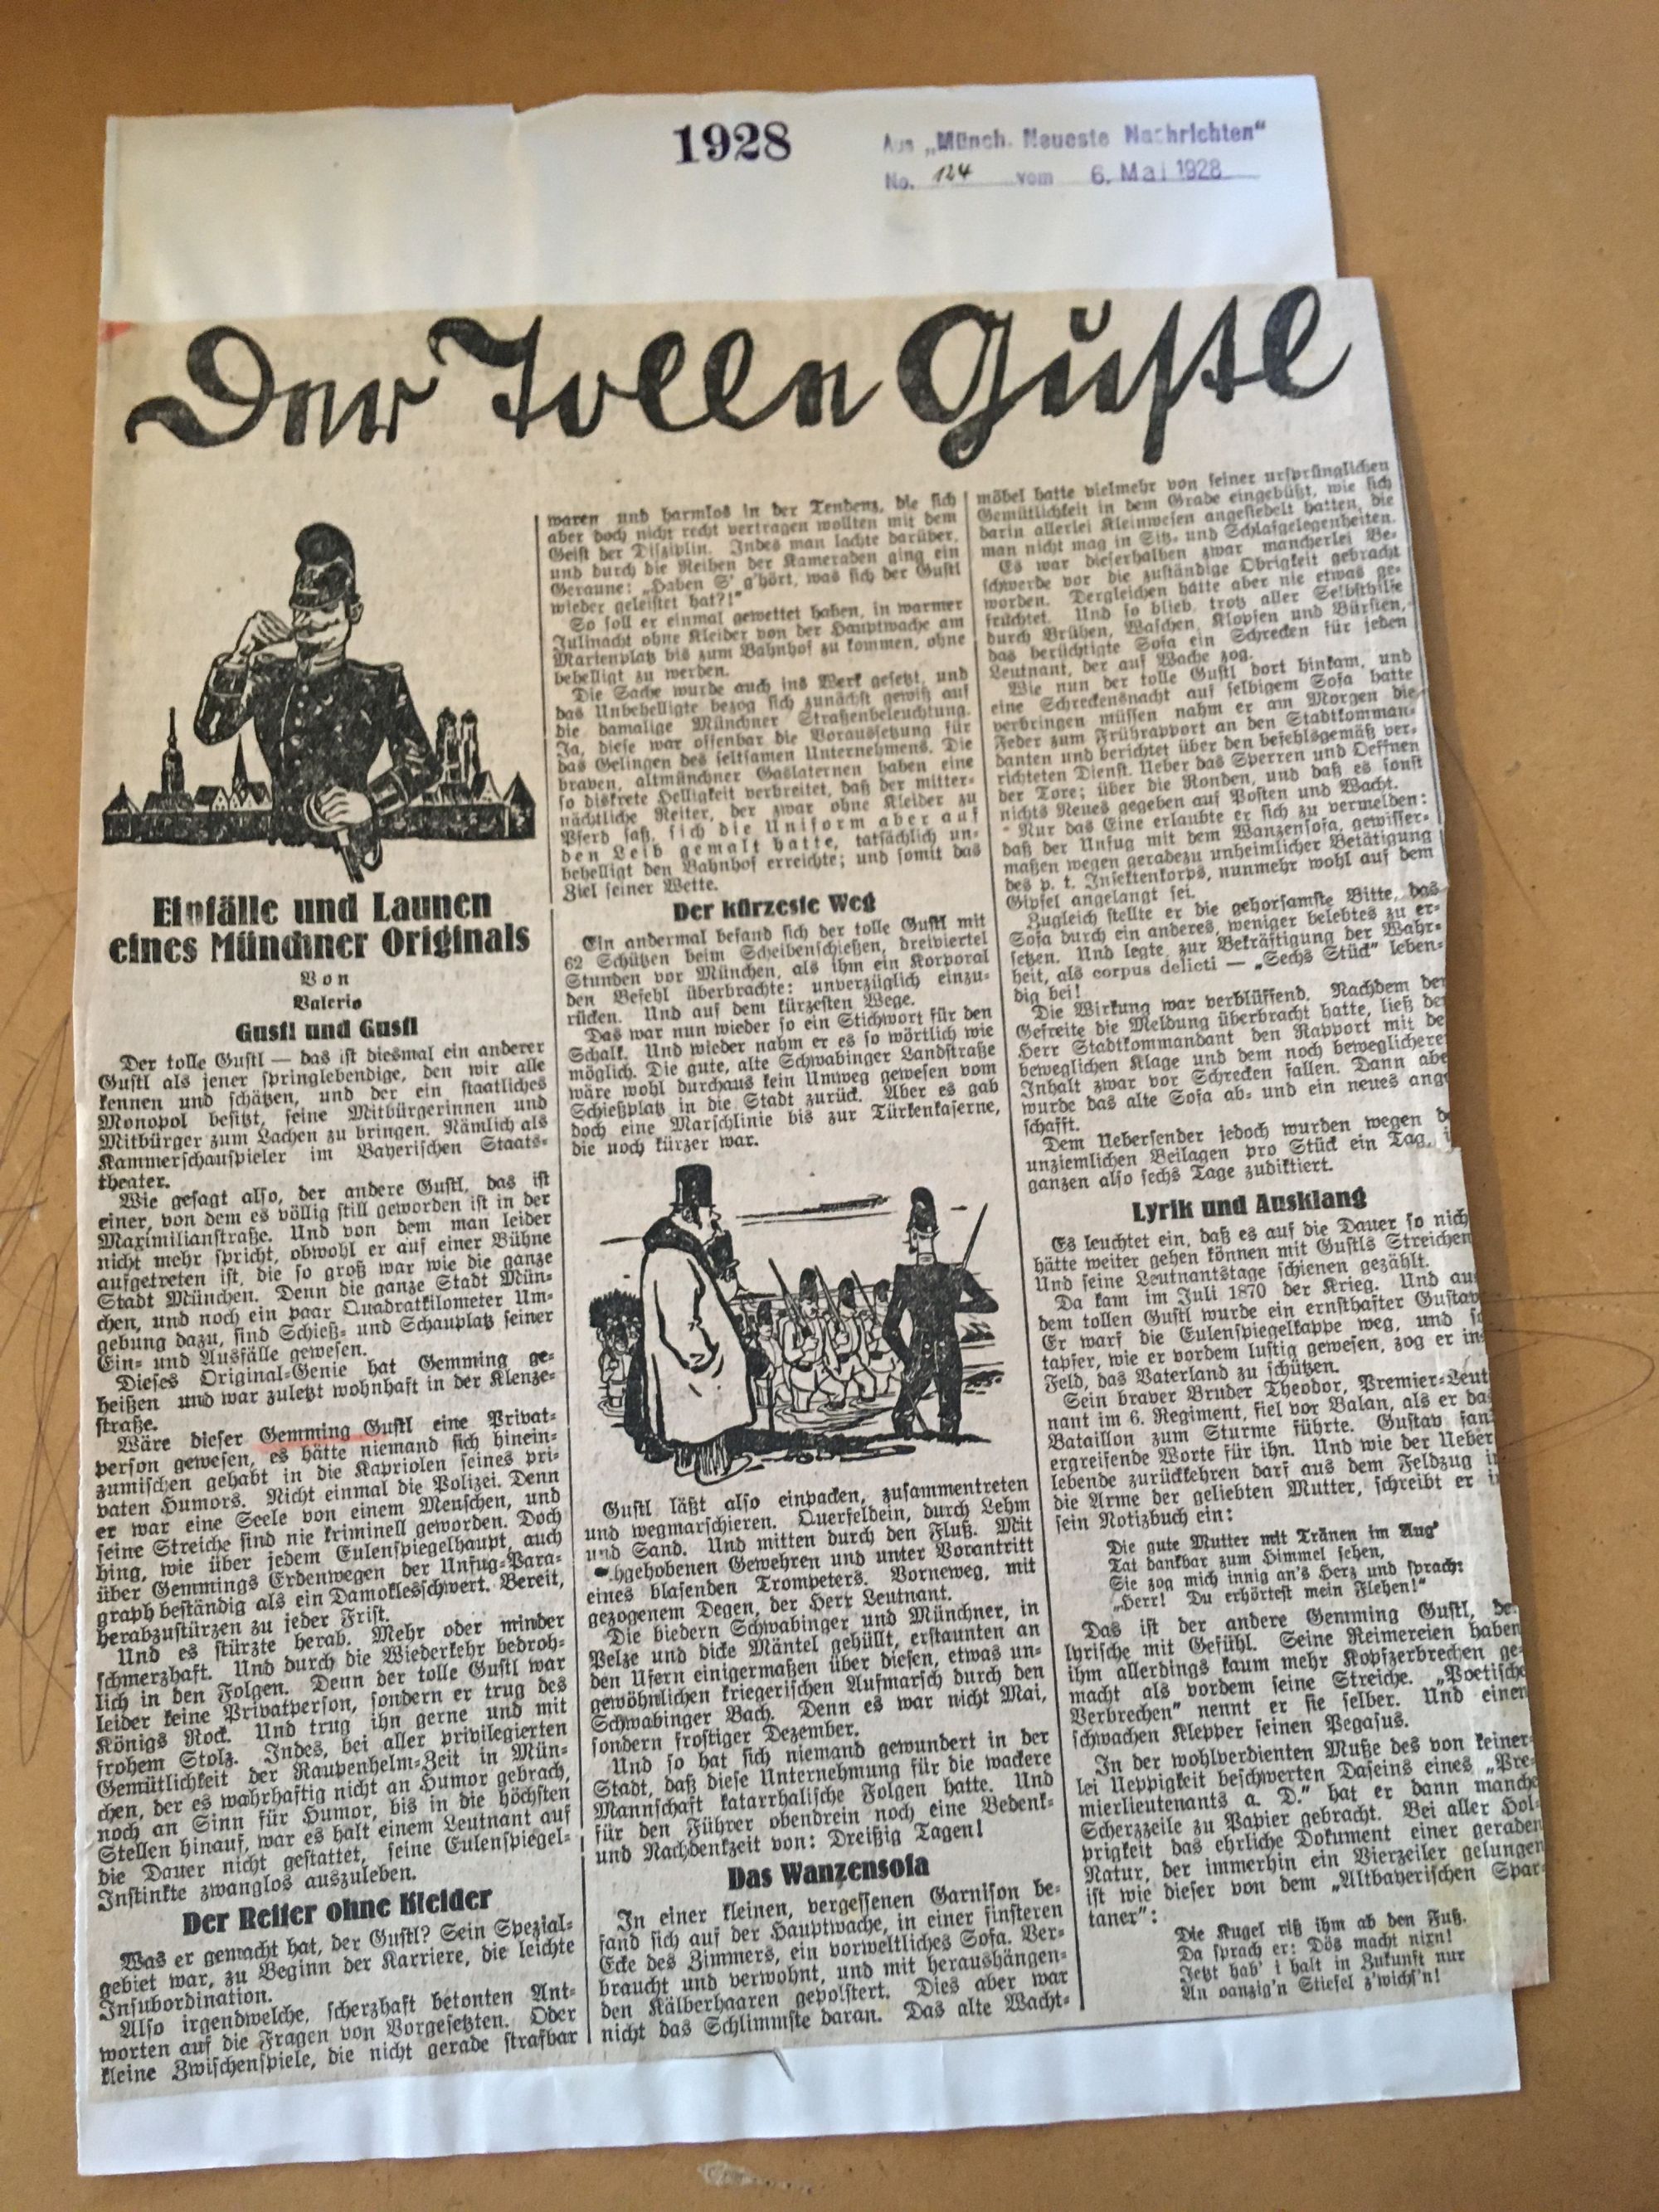 1928
Aus „Münch. Neueste Nachrichten“
No. 124 vom 6. Mai 1928
Der tolle Gustl
Einfälle und Launen
eines Münchner Originals
Von
Valerio
Gustl und Gustl
Der tolle Gustl — das ist diesmal ein anderer
Gustl als jener springlebendige, den wir alle
kennen und schätzen, und der ein staatliches
Monopol besitzt, seine Mitbürgerinnen und
Mitbürger zum Lachen zu bringen. Nämlich als
Kammerschauspieler im Bayerischen Staats-
theater.
Wie gesagt also, der andere Gustl, das ist
einer, von dem es völlig still geworden ist in der
Maximilianstraße. Und von dem man leider
nicht mehr spricht, obwohl er auf einer Bühne
aufgetreten ist, die so groß war wie die ganze
Stadt München. Denn die ganze Stadt Mün-
chen, und noch ein paar Quadratkilometer Um-
gebung dazu, sind Schieß- und Schauplatz seiner
Ein- und Ausfälle gewesen.
Dieses Original-Genie hat Gemming ge-
heißen und war zuletzt wohnhaft in der Klenze-
straße.
Wäre dieser Gemming Gustl eine Privat-
person gewesen, es hätte niemand sich hinein-
zumischen gehabt in die Kapriolen seines pri-
vaten Humors. Nicht einmal die Polizei. Denn
er war eine Seele von einem Menschen, und
seine Streiche sind nie kriminell geworden. Doch
hing, wie über jedem Eulenspiegelhaupt, auch
über Gemmings Erdenwegen der Unfug-Para-
graph beständig als ein Damoklesschwert. Bereit,
herabzustürzen zu jeder Frist.
Und es stürzte herab. Mehr oder minder
schmerzhaft. Und durch die Wiederkehr bedroh-
lich in den Folgen. Denn der tolle Gustl war
leider keine Privatperson, sondern er trug des
Königs Rock. Und trug ihn gerne und mit
frohem Stolz. Indes, bei aller privilegierten
Gemütlichkeit der Raupenhelm-Zeit in Mün-
chen, der es wahrhaftig nicht an Humor gebrach,
noch an Sinn für Humor, bis in die höchsten
Stellen hinauf, war es halt einem Leutnant auf
die Dauer nicht gestattet, seine Eulenspiegel-
Instinkte zwanglos auszuleben.
Der Reiter ohne Kleider
Was er gemacht hat, der Gustl? Sein Spezial-
gebiet war, zu Beginn der Karriere, die leichte
Insubordination.
Also irgendwelche, scherzhaft betonten Ant-
worten auf die Fragen von Vorgesetzten. Oder
kleine Zwischenspiele, die nicht gerade strafbar
waren und harmlos in der Tendenz, die sich
aber doch nicht recht vertragen wollten mit dem
Geist der Disziplin. Indes man lachte darüber,
und durch die Reihen der Kameraden ging ein
Geraune: „Haben S' g'hört, was sich der Gustl
wieder geleistet hat?!“
So soll er einmal gewettet haben, in warmer
Julinacht ohne Kleider von der Hauptwache am
Marienplatz bis zum Bahnhof zu kommen, ohne
behelligt zu werden.
Die Sache wurde auch ins Werk gesetzt, und
das Unbehelligte bezog sich zunächst gewiß auf
die damalige Münchner Straßenbeleuchtung.
Ja, diese war offenbar die Voraussetzung für
das Gelingen des seltsamen Unternehmens. Die
braven, altmünchner Gaslaternen haben eine
so diskrete Helligkeit verbreitet, daß der mitter-
nächtliche Reiter, der zwar ohne Kleider zu
Pferd saß, sich die Uniform aber auf
den Leib gemalt hatte, tatsächlich un-
behelligt den Bahnhof erreichte; und somit das
Ziel seiner Wette.
Der kürzeste Weg
Ein andermal befand sich der tolle Gustl mit
62 Schützen beim Scheibenschießen, dreiviertel
Stunden vor München, als ihm ein Korporal
den Befehl überbrachte: unverzüglich einzu-
rücken. Und auf dem kürzesten Wege.
Das war nun wieder so ein Stichwort für den
Schalk. Und wieder nahm er es so wörtlich wie
möglich. Die gute, alte Schwabinger Landstraße
wäre wohl durchaus kein Umweg gewesen vom
Schießplatz in die Stadt zurück. Aber es gab
doch eine Marschlinie bis zur Türkenkaserne,
die noch kürzer war.
Gustl läßt also einpacken, zusammentreten
und wegmarschieren. Querfeldein, durch Lehm
und Sand. Und mitten durch den Fluß. Mit
hochgehobenen Gewehren und unter Vorantritt
eines blasenden Trompeters. Vorneweg, mit
gezogenem Degen, der Herr Leutnant.
Die biedern Schwabinger und Münchner, in
Pelze und dicke Mäntel gehüllt, erstaunten an
den Ufern einigermaßen über diesen, etwas un-
gewöhnlichen kriegerischen Aufmarsch durch den
Schwabinger Bach. Denn es war nicht Mai,
sondern frostiger Dezember.
Und so hat sich niemand gewundert in der
Stadt, daß diese Unternehmung für die wackere
Mannschaft katarrhalische Folgen hatte. Und
für den Führer obendrein noch eine Bedenk-
und Nachdenkzeit von: Dreißig Tagen!
Das Wanzensofa
In einer kleinen, vergessenen Garnison be-
fand sich auf der Hauptwache, in einer finsteren
Ecke des Zimmers, ein vorweltliches Sofa. Ver-
braucht und verwohnt, und mit heraushängen-
den Kälberhaaren gepolstert. Dies aber war
nicht das Schlimmste daran. Das alte Wacht-
möbel hatte vielmehr von seiner ursprünglichen
Gemütlichkeit in dem Grade eingebüßt, wie sich
darin allerlei Kleinwesen angesiedelt hatten, die
man nicht mag in Sitz- und Schlafgelegenheiten.
Es war dieserhalben zwar mancherlei Be-
schwerde vor die zuständige Obrigkeit gebracht
worden. Dergleichen hatte aber nie etwas ge-
früchtet. Und so blieb, trotz aller Selbsthilfe
durch Brühen, Waschen, Klopfen und Bürsten,
das berüchtigte Sofa ein Schrecken für jeden
Leutnant, der auf Wache zog.
Wie nun der tolle Gustl dort hinkam, und
eine Schreckensnacht auf selbigem Sofa hatte
verbringen müssen nahm er am Morgen die
Feder zum Frührapport an den Stadtkomman-
danten und berichtet über den befehlsgemäß ver-
richteten Dienst. Ueber das Sperren und Oeffnen
der Tore; über die Ronden, und daß es sonst
nichts Neues gegeben auf Posten und Wacht.
Nur das Eine erlaubte er sich zu vermelden:
daß der Unfug mit dem Wanzensofa, gewisser-
maßen wegen geradezu unheimlicher Betätigung
des p. t. Insektenkorps, nunmehr wohl auf dem
Gipfel angelangt sei.
Zugleich stellte er die gehorsamste Bitte, das
Sofa durch ein anderes, weniger belebtes zu er-
setzen. Und legte, zur Bekräftigung der Wahr-
heit, als corpus delicti — „Sechs Stück“ leben-
dig bei!
Die Wirkung war verblüffend. Nachdem der
Gefreite die Meldung überbracht hatte, ließ der
Herr Stadtkommandant den Rapport mit de
beweglichen Klage und dem noch beweglichere
Inhalt zwar vor Schrecken fallen. Dann abe
wurde das alte Sofa ab- und ein neues ange
schafft.
Dem Uebersender jedoch wurden wegen de
unziemlichen Beilagen pro Stück ein Tag, i
ganzen also sechs Tage zudiktiert.
Lyrik und Ausklang
Es leuchtet ein, daß es auf die Dauer so nich
hätte weiter gehen können mit Gustls Streichen
Und seine Leutnantstage schienen gezählt.
Da kam im Juli 1870 der Krieg. Und aus
dem tollen Gustl wurde ein ernsthafter Gustav
Er warf die Eulenspiegelkappe weg, und so
tapfer, wie er vordem lustig gewesen, zog er ins
Feld, das Vaterland zu schützen.
Sein braver Bruder Theodor, Premier-Leut
nant im 6. Regiment, fiel vor Balan, als er da
Bataillon zum Sturme führte. Gustav fan
ergreifende Worte für ihn. Und wie der Ueber
lebende zurückkehren darf aus dem Feldzug i
die Arme der geliebten Mutter, schreibt er i
sein Notizbuch ein:
Die gute Mutter mit Tränen im Aug'
Tat dankbar zum Himmel sehen,
Sie zog mich innig an's Herz und sprach:
„Herr! Du erhörtest mein Flehen!“
Das ist der andere Gemming Gustl, der
lyrische mit Gefühl. Seine Reimereien haben
ihm allerdings kaum mehr Kopfzerbrechen ge-
macht als vordem seine Streiche. „Poetische
Verbrechen“ nennt er sie selber. Und einen
schwachen Klepper seinen Pegasus.
In der wohlverdienten Muße des von keiner-
lei Ueppigkeit beschwerten Daseins eines „Pre-
mierlieutenants a. D.“ hat er dann manche
Scherzzeile zu Papier gebracht. Bei aller Hol-
prigkeit das ehrliche Dokument einer geraden
Natur, der immerhin ein Vierzeiler gelungen
ist wie dieser von dem „Altbayerischen Spar-
taner“:
Die Kugel riß ihm ab den Fuß.
Da sprach er: Dös macht nixn!
Jetzt hab' i halt in Zukunft nur
An oanzig'n Stiefel z'wichs'n!